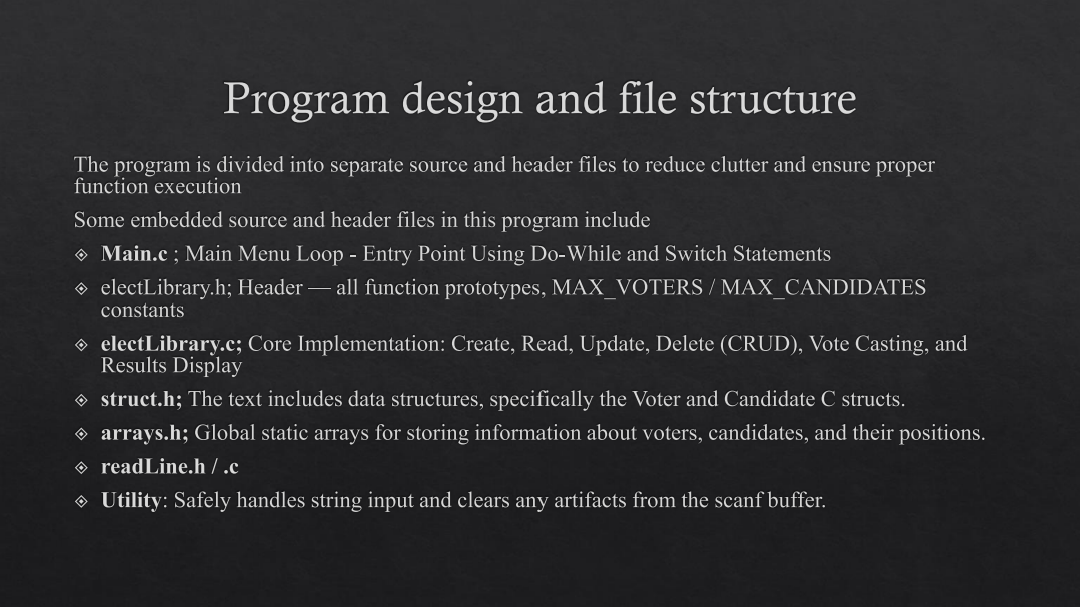 Program design and file structure
The program is divided into separate source and header files to reduce clutter and ensure proper
function execution
Some embedded source and header files in this program include
Main.c ; Main Menu Loop - Entry Point Using Do-While and Switch Statements
electLibrary.h; Header — all function prototypes, MAX_VOTERS / MAX_CANDIDATES
constants
electLibrary.c; Core Implementation: Create, Read, Update, Delete (CRUD), Vote Casting, and
Results Display
struct.h; The text includes data structures, specifically the Voter and Candidate C structs.
arrays.h; Global static arrays for storing information about voters, candidates, and their positions.
readLine.h / .c
Utility: Safely handles string input and clears any artifacts from the scanf buffer.